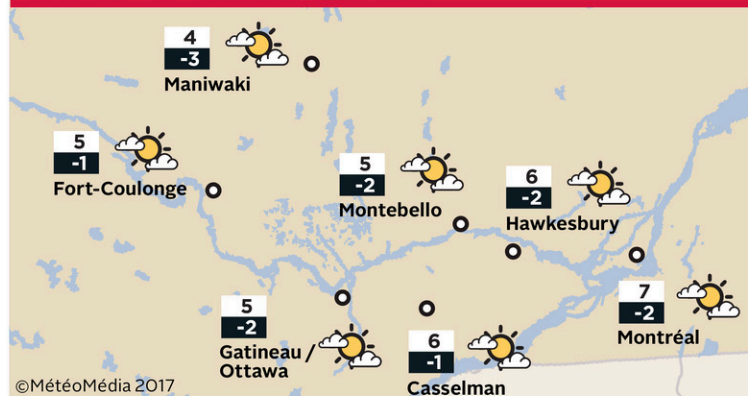 4
-3
Maniwaki
5
-1
Fort-Coulonge
5
-2
Montebello
6
-2
Hawkesbury
5
-2
Gatineau /
Ottawa
6
-1
Casselman
7
-2
Montréal
©MétéoMédia 2017